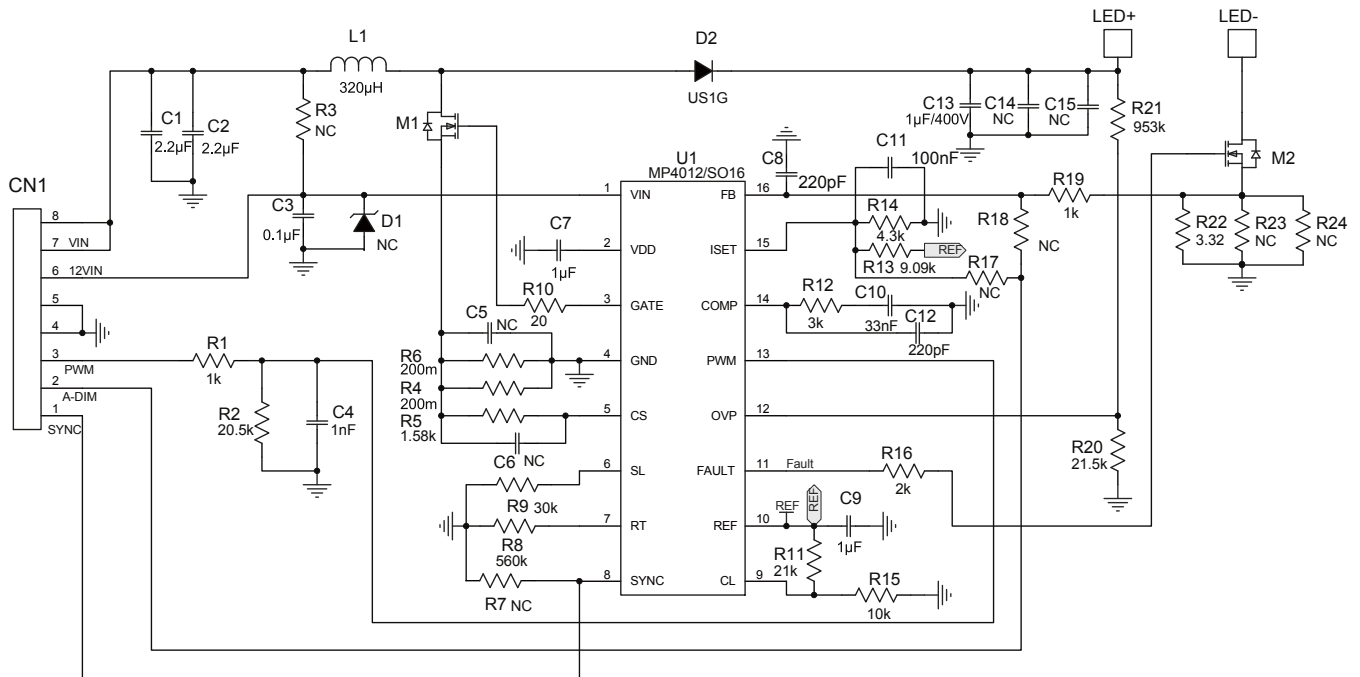 LED+
LED-
L1
320µH
D2
US1G
C1
2.2µF
C2
2.2µF
R3
NC
M1
C13
1µF/400V
C14
NC
C15
NC
R21
953k
M2
CN1
8
7
VIN
6
12VIN
5
4
3
PWM
2
A-DIM
1
SYNC
C3
0.1µF
D1
NC
C7
1µF
R10
20
C5
NC
R6
200m
R4
200m
R5
1.58k
C6
NC
R9
30k
R8
560k
R7
NC
R1
1k
R2
20.5k
C4
1nF
U1
MP4012/SO16
1
VIN
FB
16
2
VDD
ISET
15
3
GATE
COMP
14
4
GND
PWM
13
5
CS
OVP
12
6
SL
FAULT
11
Fault
7
RT
REF
10
REF
8
SYNC
CL
9
C8
220pF
C11
100nF
R14
4.3k
R13
9.09k
REF
R17
NC
R18
NC
R19
1k
R22
3.32
R23
NC
R24
NC
R12
3k
C10
33nF
C12
220pF
R20
21.5k
R16
2k
REF
C9
1µF
R11
21k
R15
10k